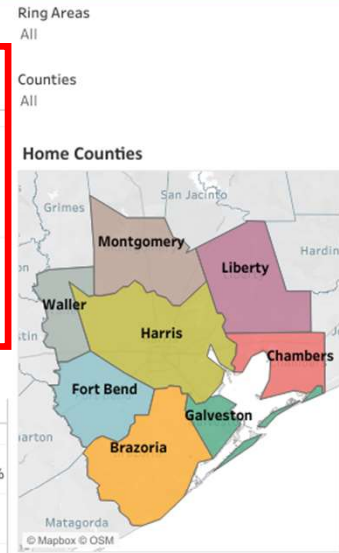 Ring Areas
All
Counties
All
Home Counties
San Jacinto
Grimes
Montgomery
Hardin
Liberty
Waller
Harris
Chambers
Fort Bend
Galveston
Brazoria
%
Matagorda
© Mapbox © OSM